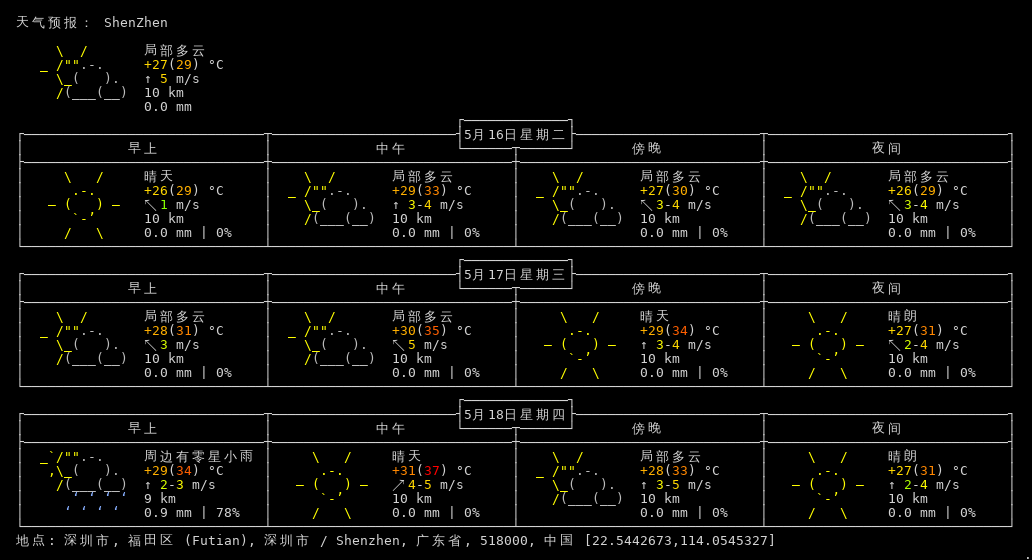 天气预报： ShenZhen
局部多云
+27(29) °C
↑ 5 m/s
10 km
0.0 mm
5月16日星期二
早上 中午 傍晚 夜间
晴天 局部多云 局部多云 局部多云
+26(29) °C +29(33) °C +27(30) °C +26(29) °C
↖1 m/s ↑ 3-4 m/s ↖3-4 m/s ↖3-4 m/s
10 km 10 km 10 km 10 km
0.0 mm | 0% 0.0 mm | 0% 0.0 mm | 0% 0.0 mm | 0%
5月17日星期三
早上 中午 傍晚 夜间
局部多云 局部多云 晴天 晴朗
+28(31) °C +30(35) °C +29(34) °C +27(31) °C
↖3 m/s ↖5 m/s ↑ 3-4 m/s ↖2-4 m/s
10 km 10 km 10 km 10 km
0.0 mm | 0% 0.0 mm | 0% 0.0 mm | 0% 0.0 mm | 0%
5月18日星期四
早上 中午 傍晚 夜间
周边有零星小雨 晴天 局部多云 晴朗
+29(34) °C +31(37) °C +28(33) °C +27(31) °C
↑ 2-3 m/s ↗4-5 m/s ↑ 3-5 m/s ↑ 2-4 m/s
9 km 10 km 10 km 10 km
0.9 mm | 78% 0.0 mm | 0% 0.0 mm | 0% 0.0 mm | 0%
地点: 深圳市, 福田区 (Futian), 深圳市 / Shenzhen, 广东省, 518000, 中国 [22.5442673,114.0545327]